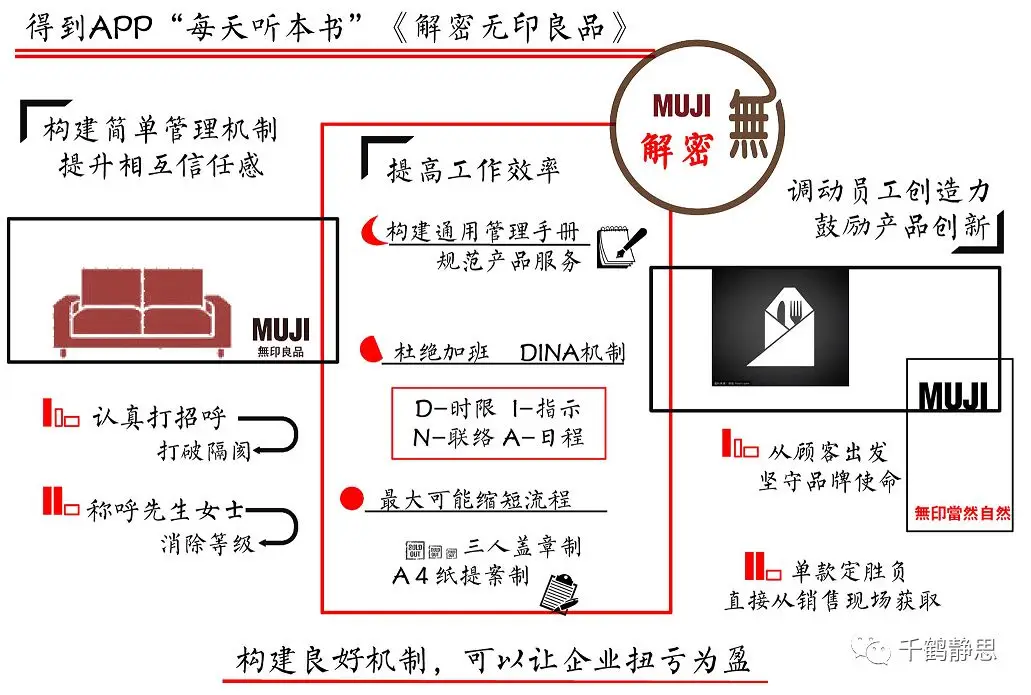 得到APP“每天听本书”《解密无印良品》
MUJI
無
解密
构建简单管理机制
提升相互信任感
MUJI
無印良品
认真打招呼
打破隔阂
称呼先生女士
消除等级
提高工作效率
构建通用管理手册
规范产品服务
杜绝加班 DINA机制
D-时限 I-指示
N-联络 A-日程
最大可能缩短流程
SOLD OUT
三人盖章制
A4纸提案制
调动员工创造力
鼓励产品创新
MUJI
無印當然自然
从顾客出发
坚守品牌使命
单款定胜负
直接从销售现场获取
构建良好机制，可以让企业扭亏为盈
千鹤静思